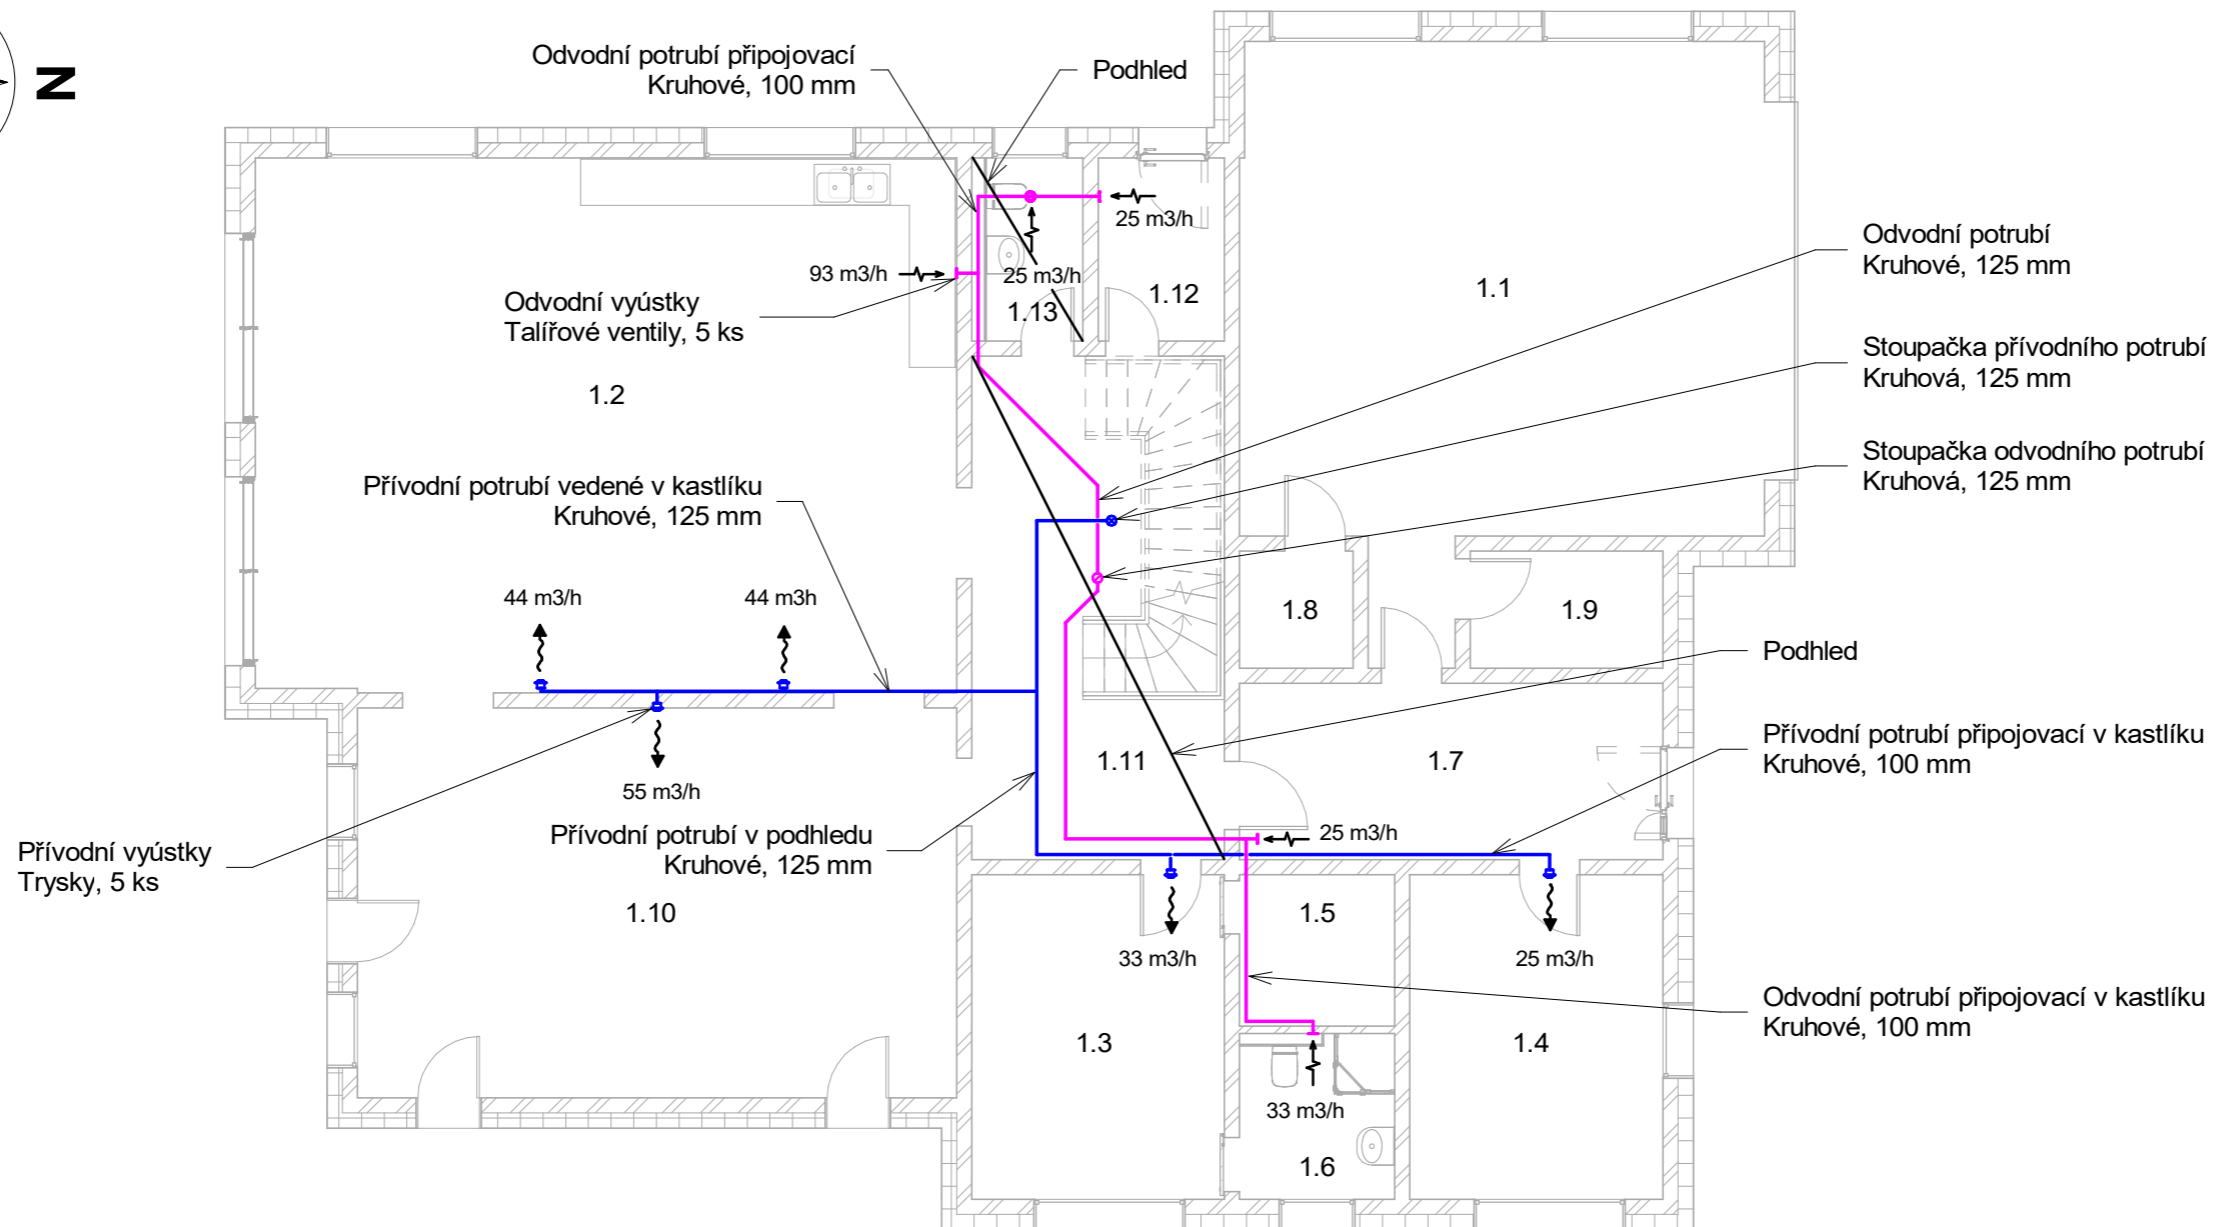 N
Odvodní potrubí připojovací
Kruhové, 100 mm
Podhled
25 m3/h
93 m3/h
25 m3/h
1.13
1.12
1.1
Odvodní vyústky
Talířové ventily, 5 ks
Odvodní potrubí
Kruhové, 125 mm
Stoupačka přívodního potrubí
Kruhová, 125 mm
1.2
Stoupačka odvodního potrubí
Kruhová, 125 mm
Přívodní potrubí vedené v kastlíku
Kruhové, 125 mm
44 m3/h
44 m3h
1.8
1.9
Podhled
1.11
1.7
Přívodní potrubí připojovací v kastlíku
Kruhové, 100 mm
55 m3/h
Přívodní potrubí v podhledu
Kruhové, 125 mm
25 m3/h
Přívodní vyústky
Trysky, 5 ks
1.10
1.5
33 m3/h
25 m3/h
Odvodní potrubí připojovací v kastlíku
Kruhové, 100 mm
1.3
1.4
33 m3/h
1.6